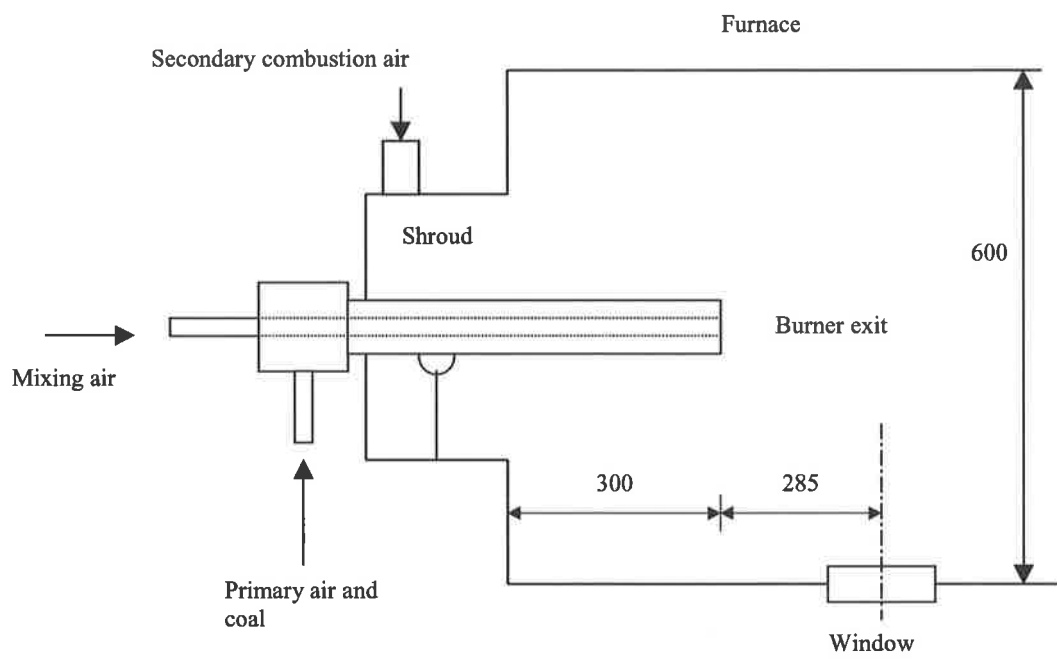 Furnace
Secondary combustion air
Shroud
600
Burner exit
Mixing air
300
285
Primary air and
coal
Window